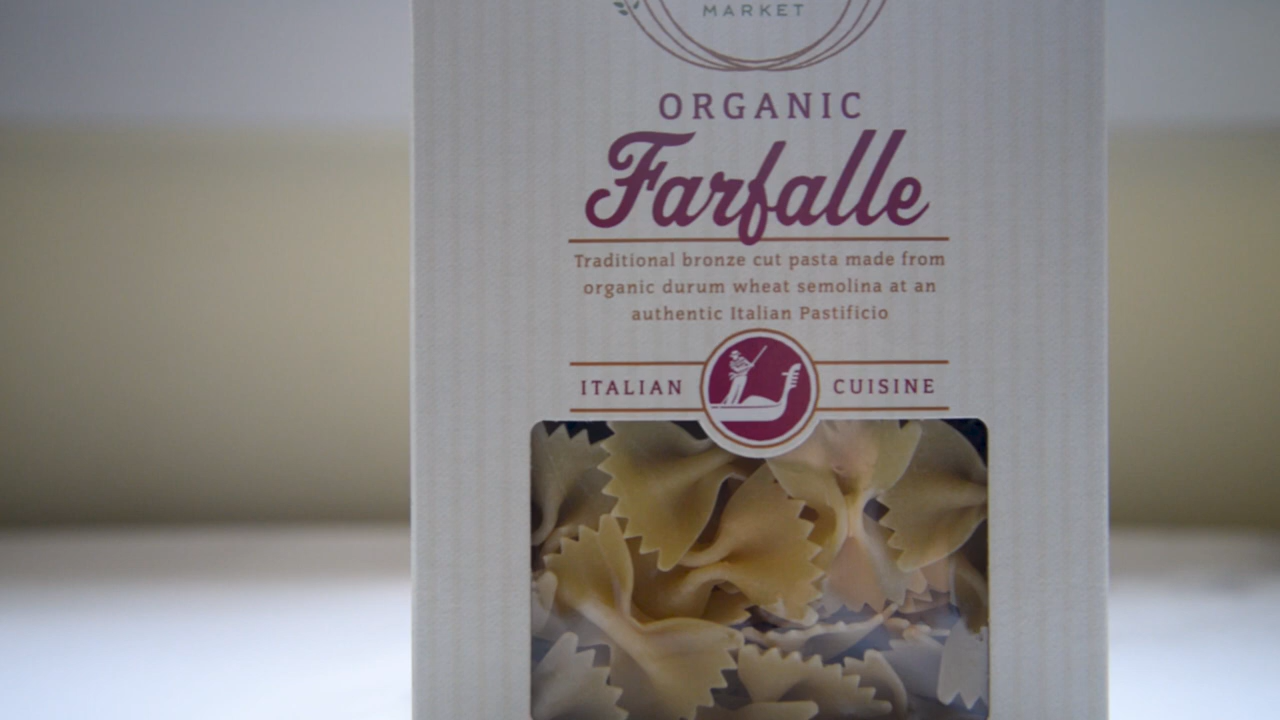 MARKET
ORGANIC
Farfalle
Traditional bronze cut pasta made from
organic durum wheat semolina at an
authentic Italian Pastificio
ITALIAN CUISINE